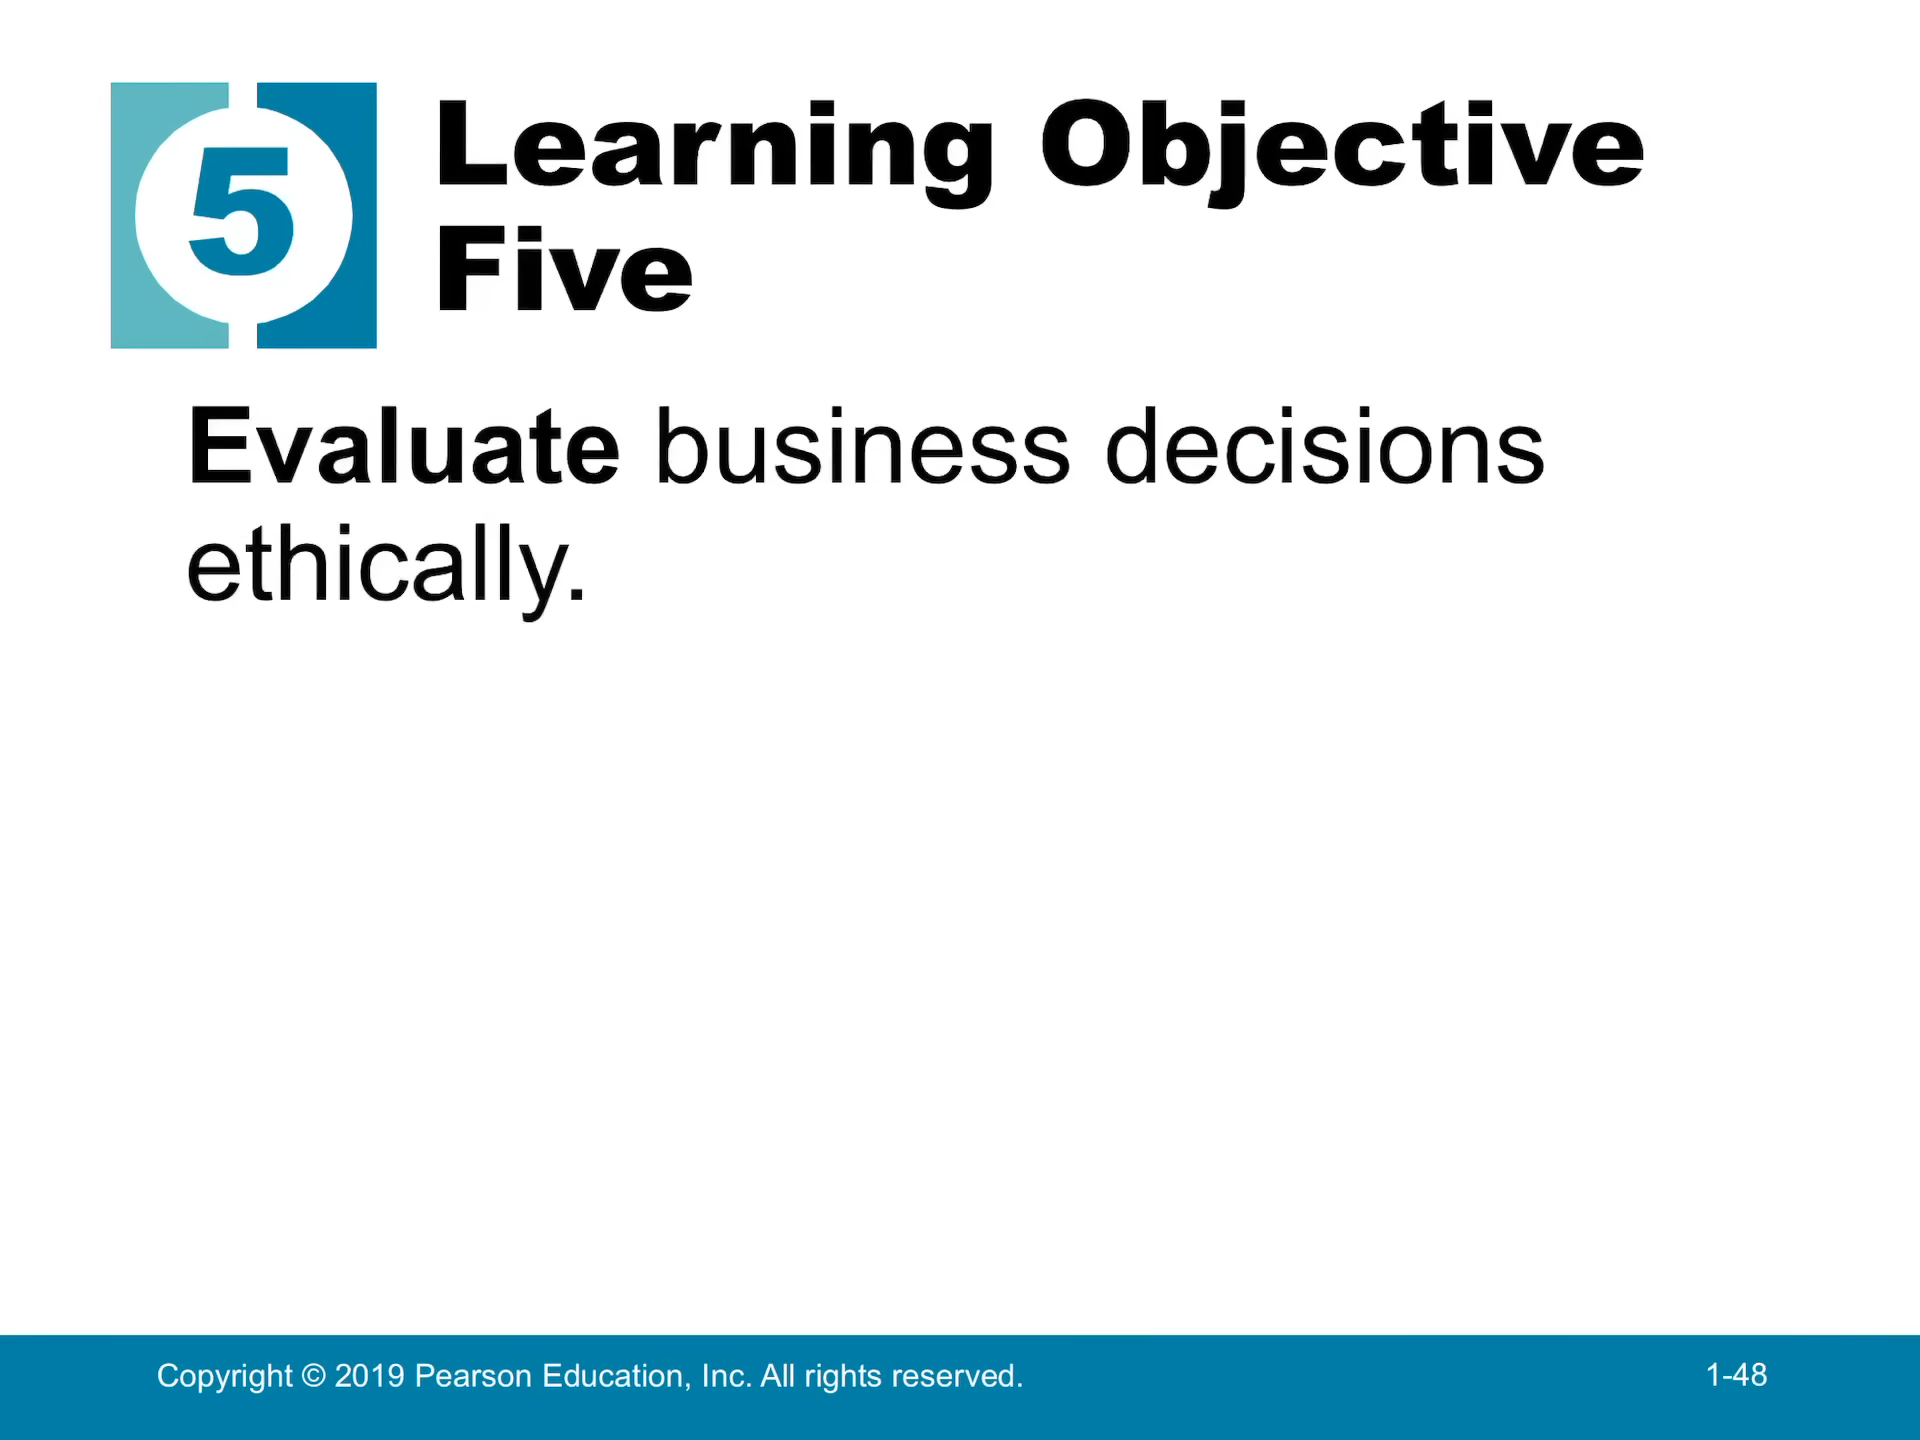 5
Learning Objective
Five
Evaluate business decisions
ethically.
Copyright © 2019 Pearson Education, Inc. All rights reserved.
1-48